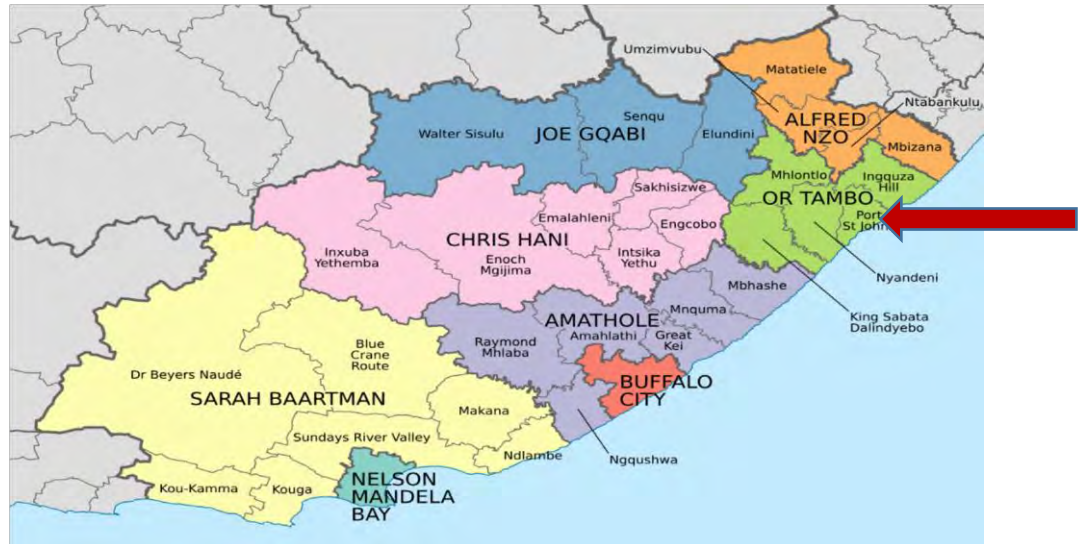 Umzimvubu
Matatiele
Ntabankulu
ALFRED
NZO
Mbizana
Walter Sisulu
JOE GQABI
Senqu
Elundini
Mhlontlo
Ingquza
Hill
OR TAMBO
Port
St John
Nyandeni
King Sabata
Dalindyebo
Sakhisizwe
Emalahleni
Engcobo
CHRIS HANI
Inxuba
Yethemba
Enoch
Mgijima
Intsika
Yethu
Mbhashe
Mnquma
AMATHOLE
Amahlathi
Great
Kei
Raymond
Mhlaba
BUFFALO
CITY
Ngqushwa
Blue
Crane
Route
Dr Beyers Naudé
SARAH BAARTMAN
Makana
Sundays River Valley
Ndlambe
Kou-Kamma
Kouga
NELSON
MANDELA
BAY